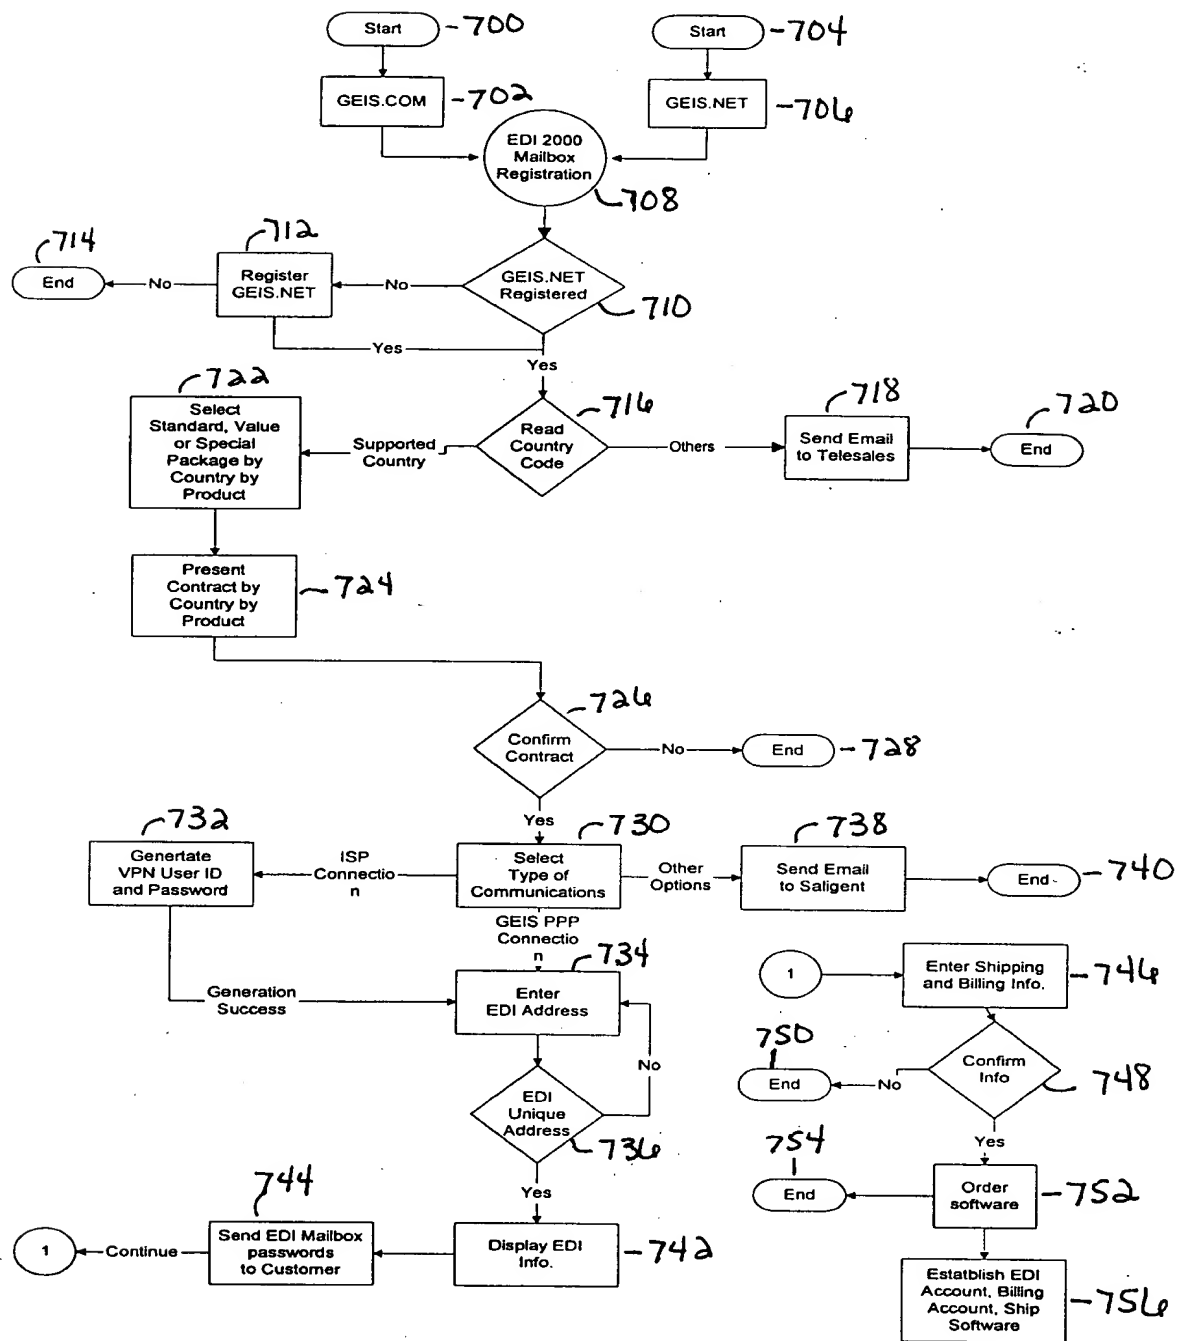 Start
-700
Start
-704
GEIS.COM
-702
GEIS.NET
-706
EDI 2000
Mailbox
Registration
708
714
712
End
No
Register
GEIS.NET
No
GEIS.NET
Registered
710
Yes
Yes
722
716
718
720
Select
Standard, Value
or Special
Package by
Country by
Product
Supported
Country
Read
Country
Code
Others
Send Email
to Telesales
End
Present
Contract by
Country by
Product
724
726
Confirm
Contract
No
End
-728
Yes
732
730
738
Genertate
VPN User ID
and Password
ISP
Connectio
n
Select
Type of
Communications
Other
Options
Send Email
to Saligent
End
-740
GEIS PPP
Connectio
n
734
Generation
Success
Enter
EDI Address
No
1
Enter Shipping
and Billing Info.
-746
750
End
No
Confirm
Info
748
EDI
Unique
Address
736
Yes
Yes
754
End
Order
software
-752
744
1
Continue
Send EDI Mailbox
passwords
to Customer
Display EDI
Info.
-742
Estatblish EDI
Account, Billing
Account, Ship
Software
-756